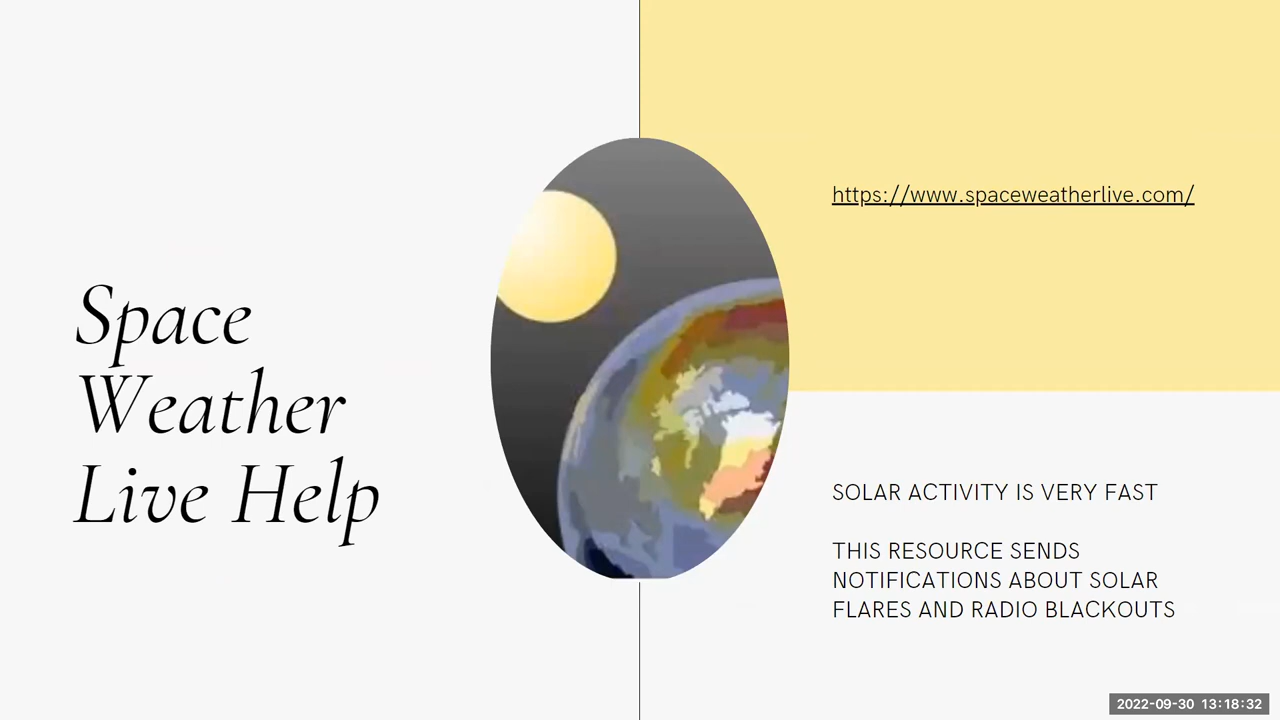 Space
Weather
Live Help
https://www.spaceweatherlive.com/
SOLAR ACTIVITY IS VERY FAST
THIS RESOURCE SENDS
NOTIFICATIONS ABOUT SOLAR
FLARES AND RADIO BLACKOUTS
2022-09-30 13:18:32